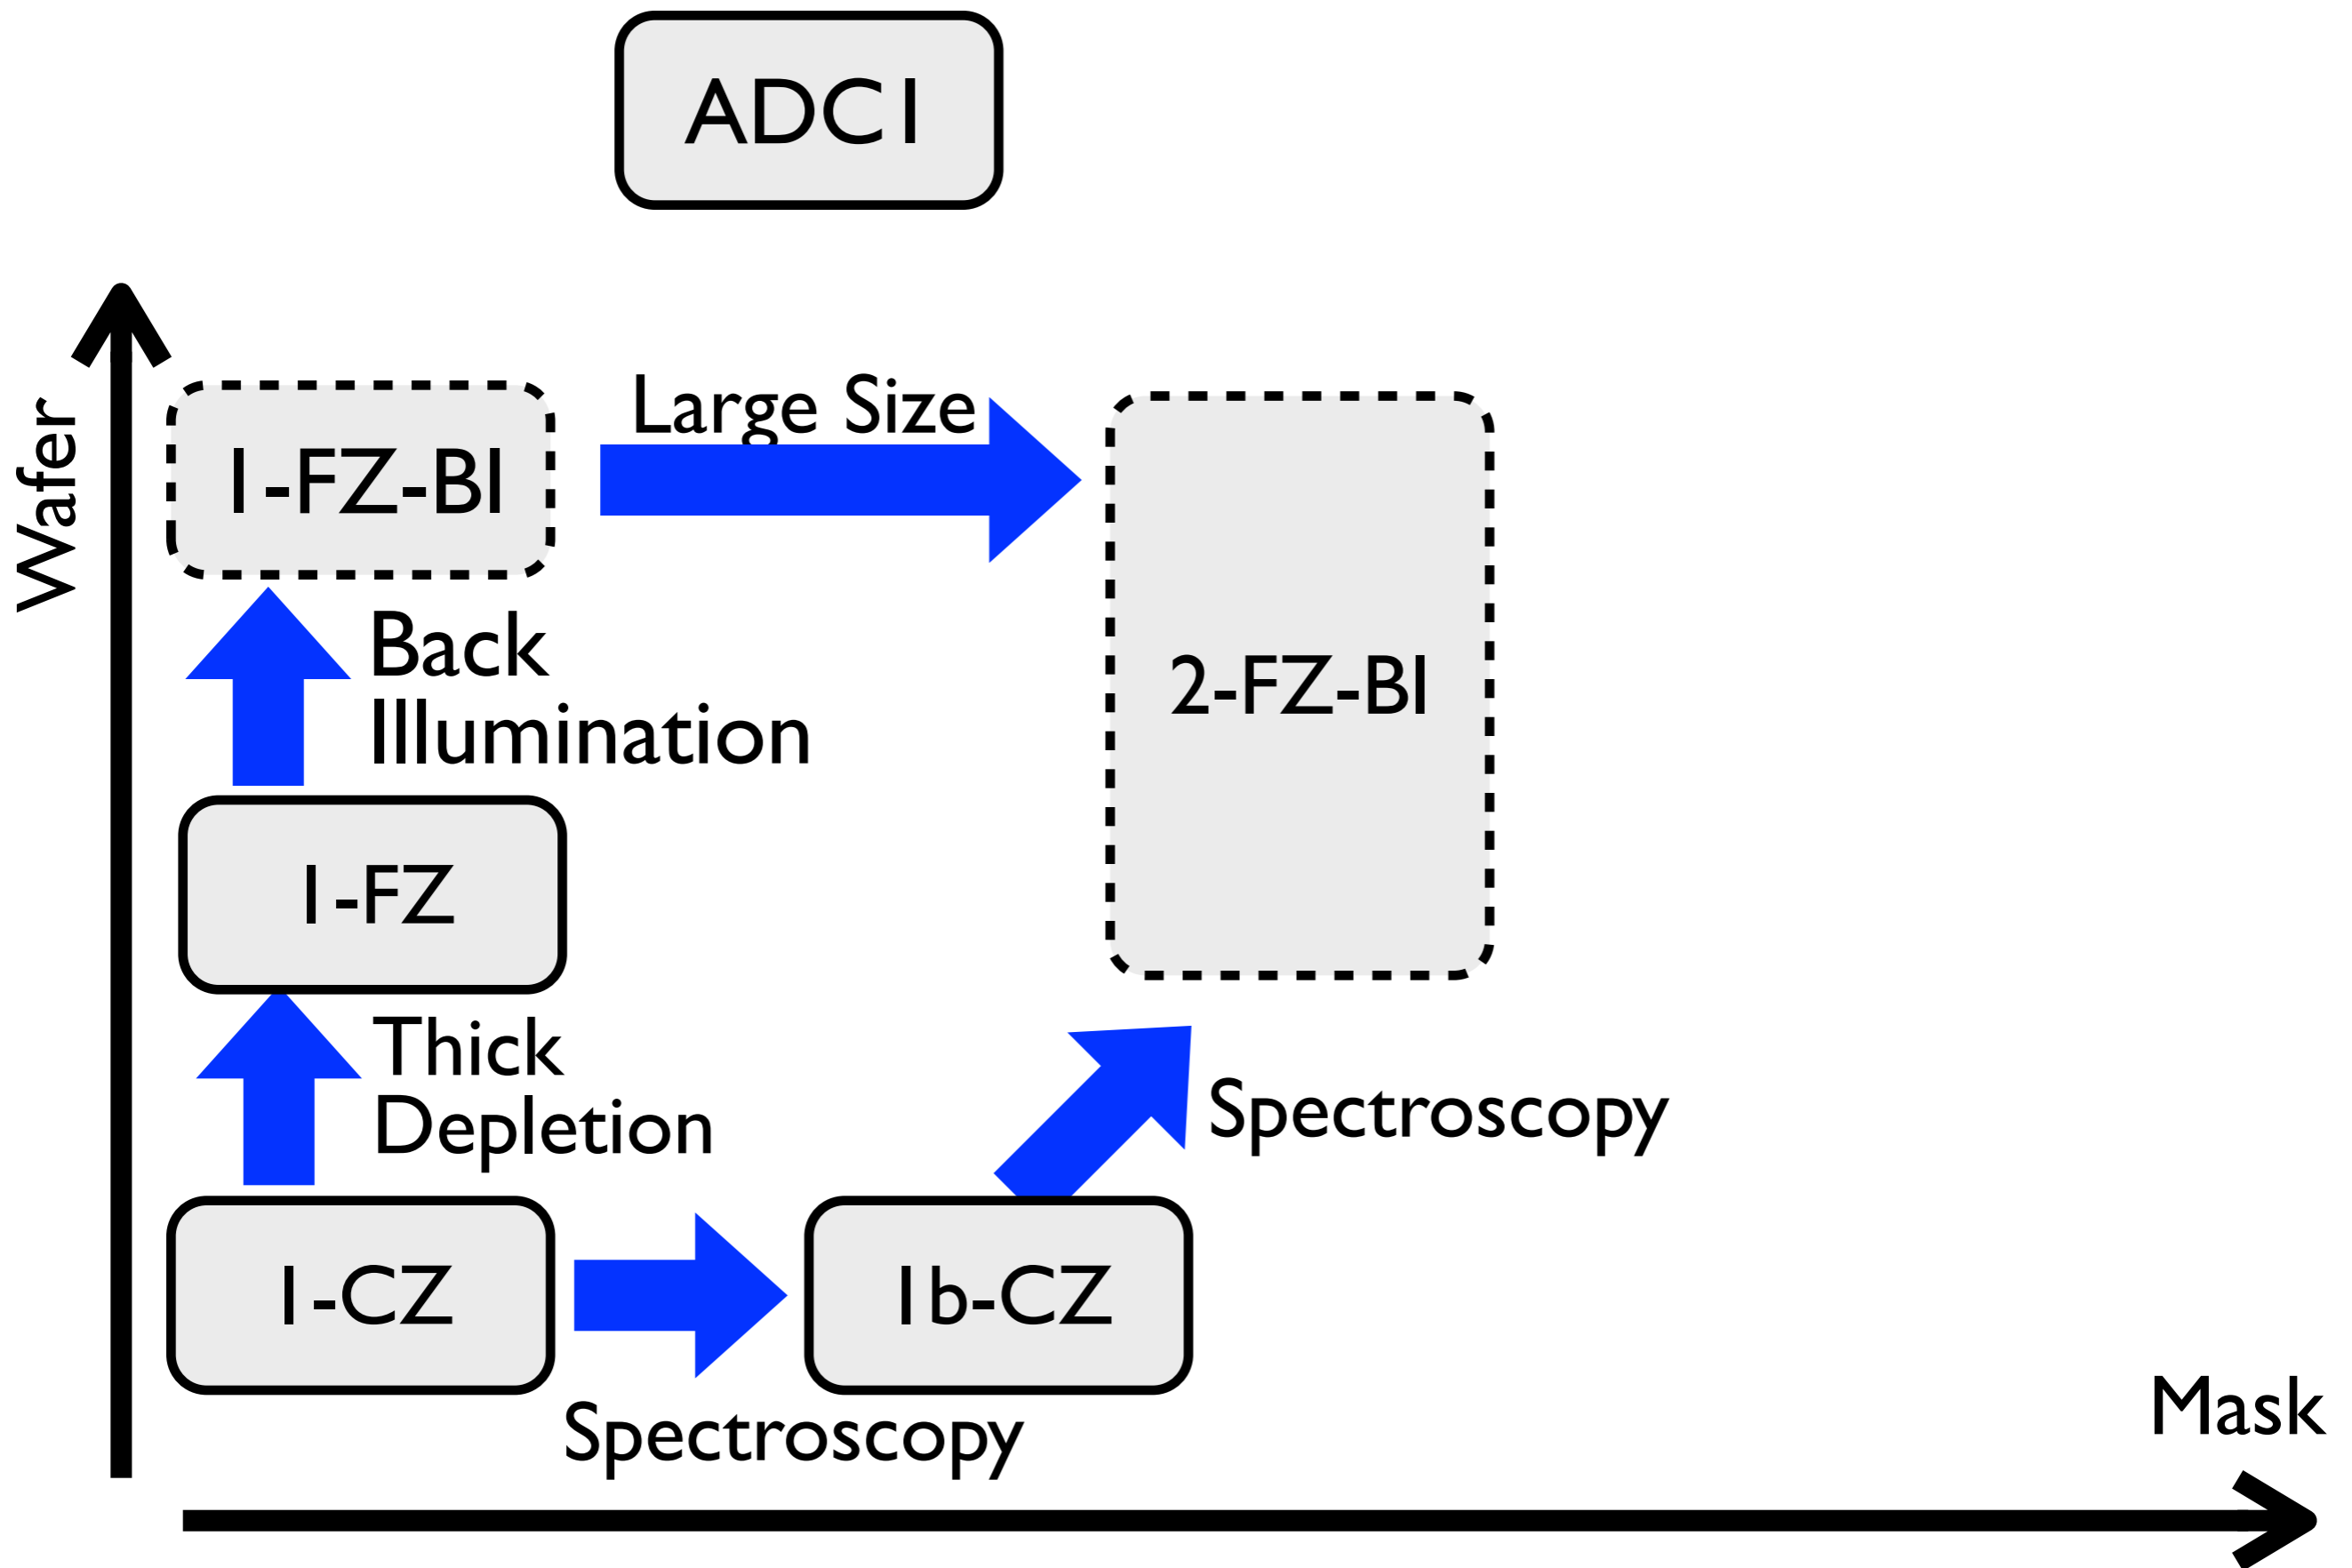 ADC1
Wafer
1-FZ-BI
Large Size
2-FZ-BI
Back
Illumination
1-FZ
Thick
Depletion
Spectroscopy
1-CZ
1b-CZ
Spectroscopy
Mask